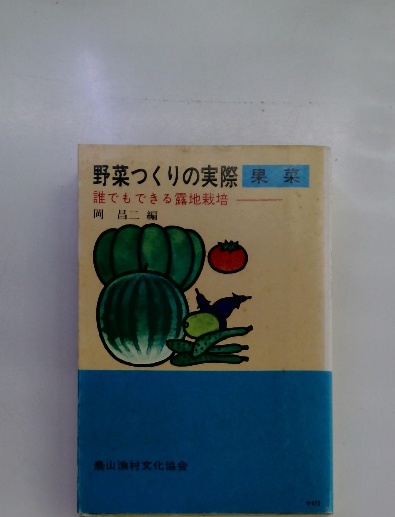 野菜つくりの実際 果菜
誰でもできる露地栽培
岡 昌二 編
農山漁村文化協会